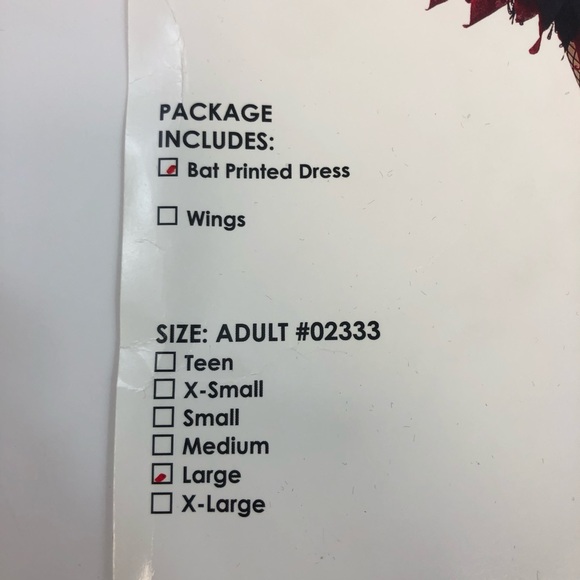 PACKAGE
INCLUDES:
Bat Printed Dress
Wings
SIZE: ADULT #02333
Teen
X-Small
Small
Medium
Large
X-Large